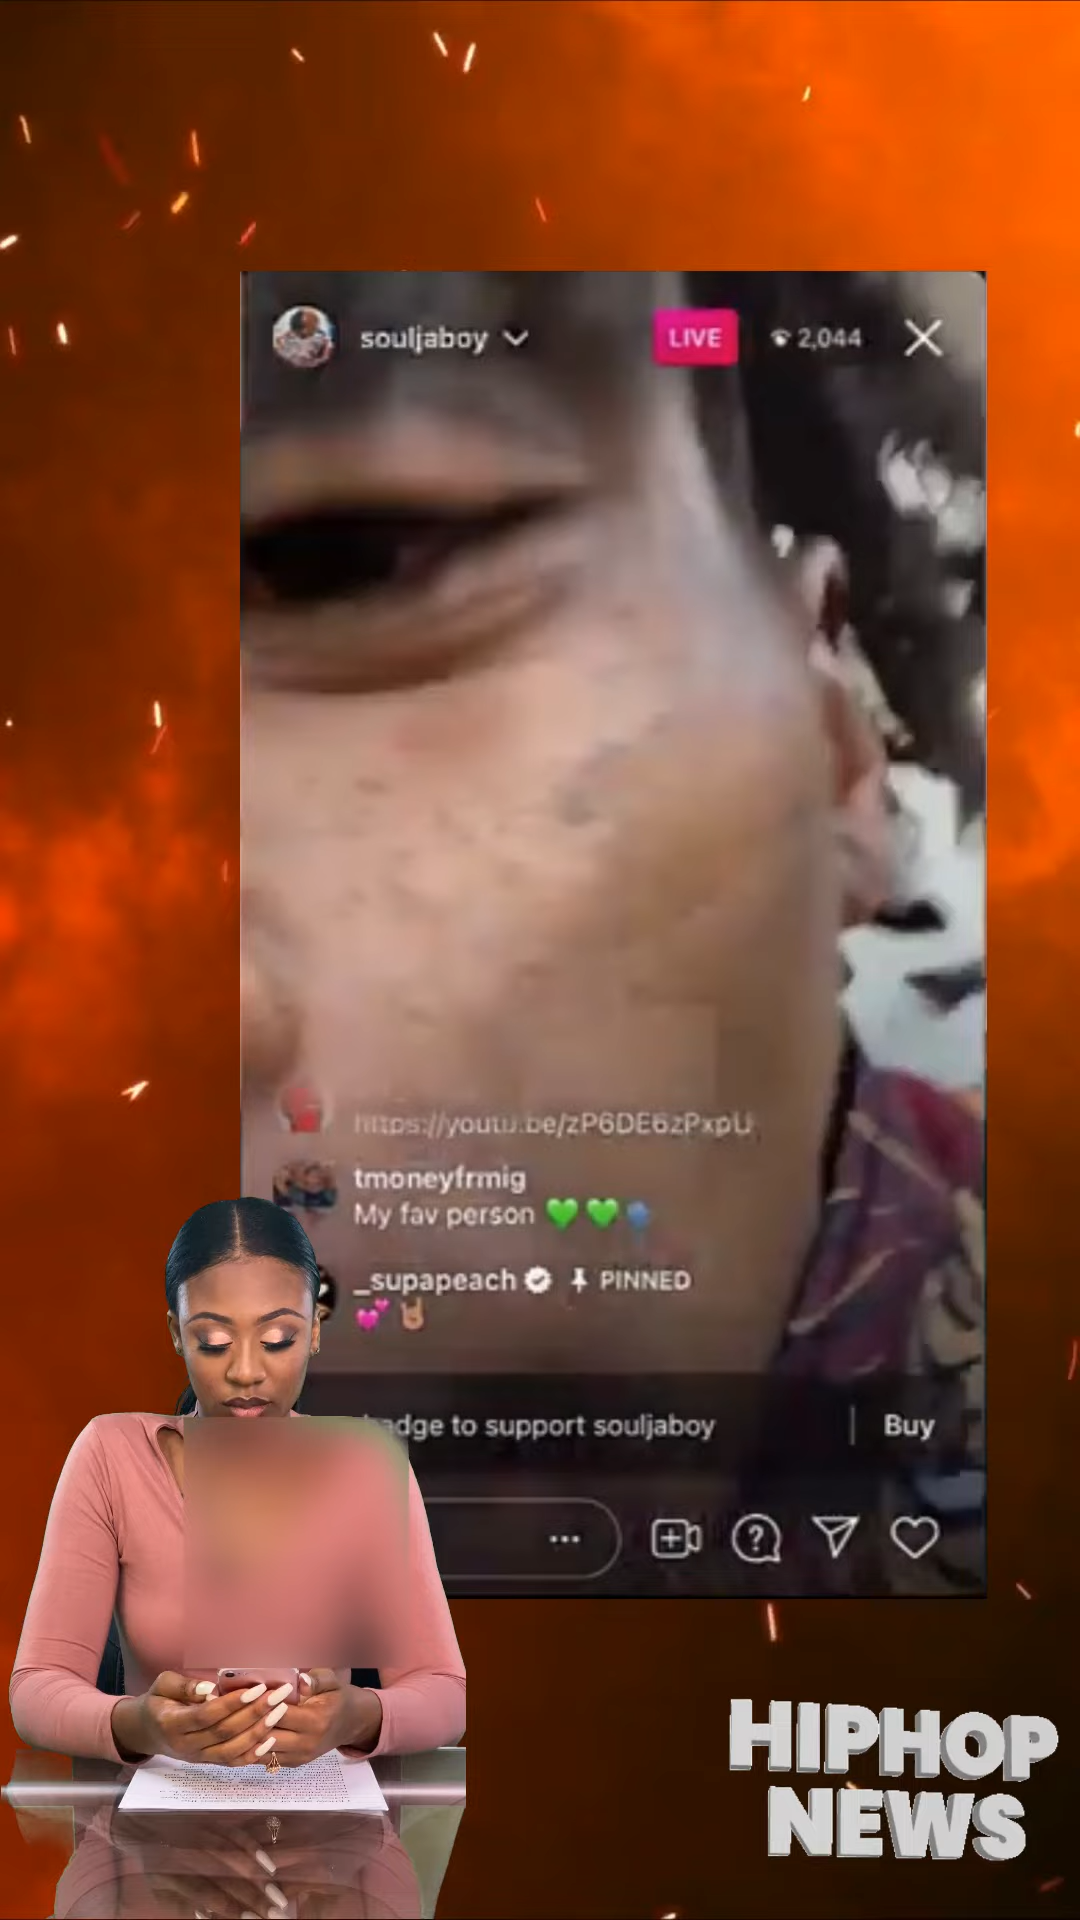 souljaboy
LIVE
2,044
https://youtu.be/zP6DE6zPxpU
tmoneyfrmig
My fav person 💚💚
_supapeach PINNED
💕🤘🏽
adge to support souljaboy
Buy
HIPHOP
NEWS